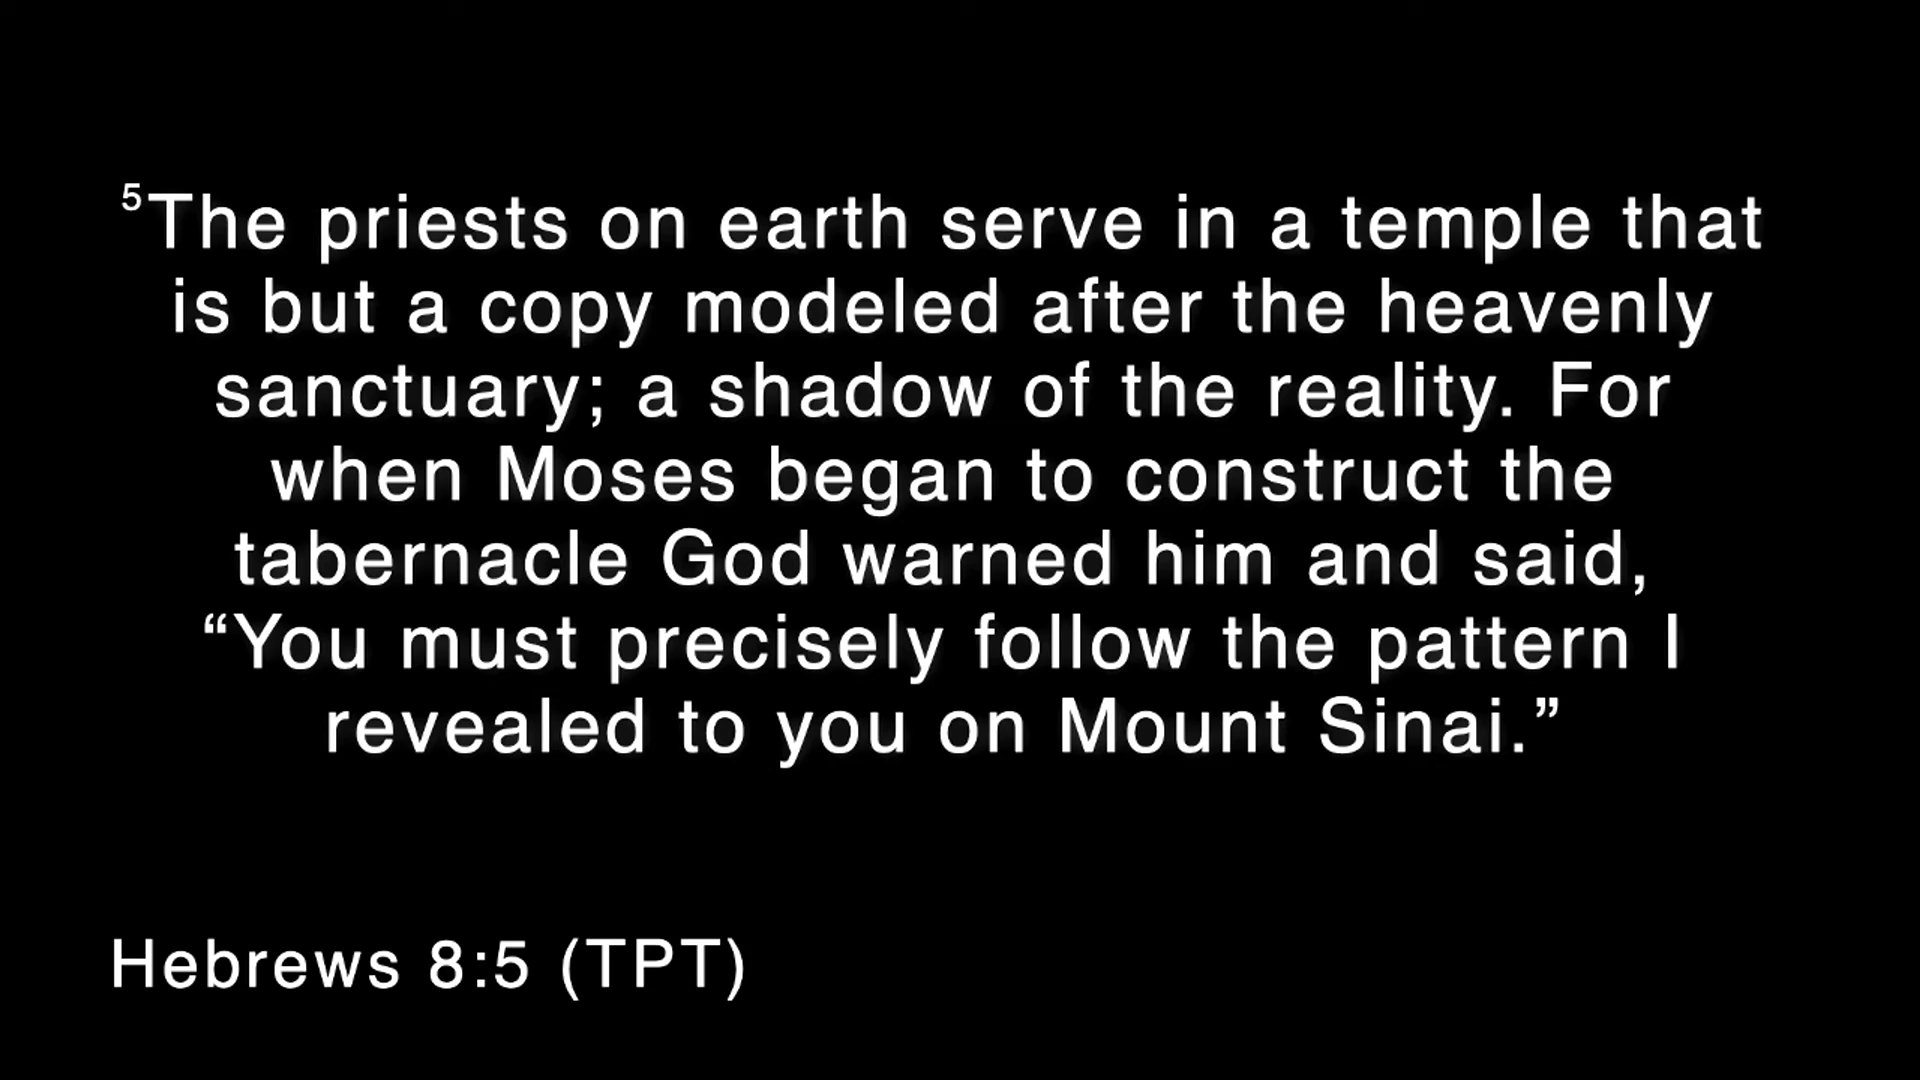 ⁵The priests on earth serve in a temple that
is but a copy modeled after the heavenly
sanctuary; a shadow of the reality. For
when Moses began to construct the
tabernacle God warned him and said,
“You must precisely follow the pattern I
revealed to you on Mount Sinai.”
Hebrews 8:5 (TPT)